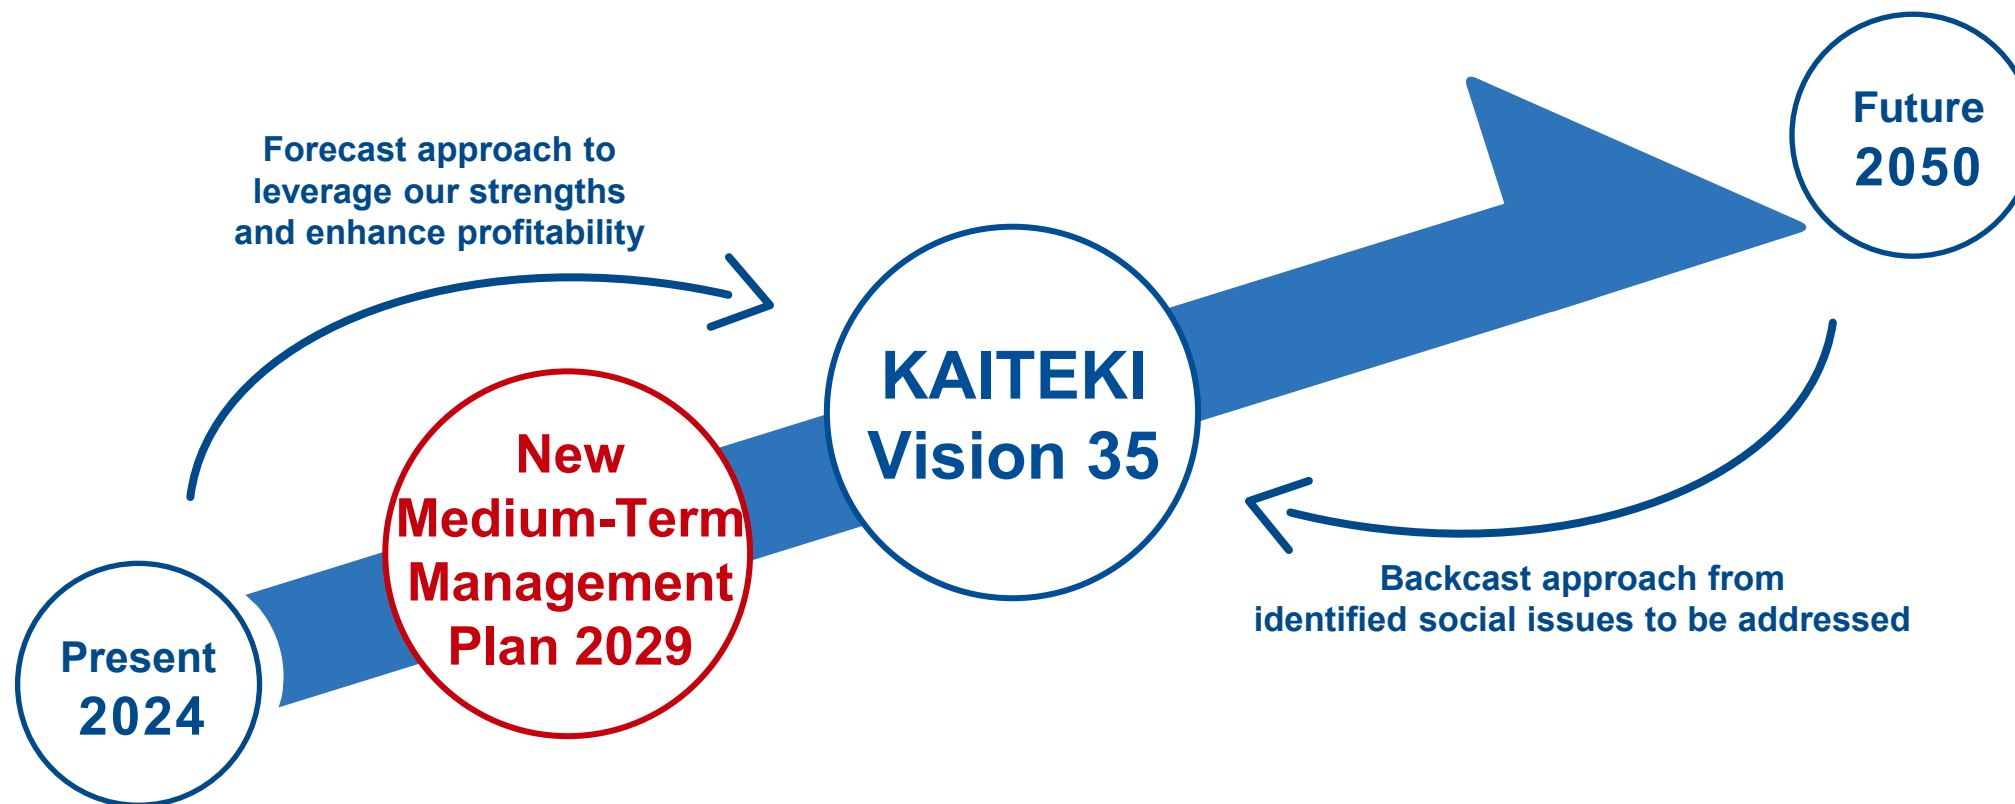 Forecast approach to
leverage our strengths
and enhance profitability
Future
2050
KAITEKI
Vision 35
New
Medium-Term
Management
Plan 2029
Backcast approach from
identified social issues to be addressed
Present
2024